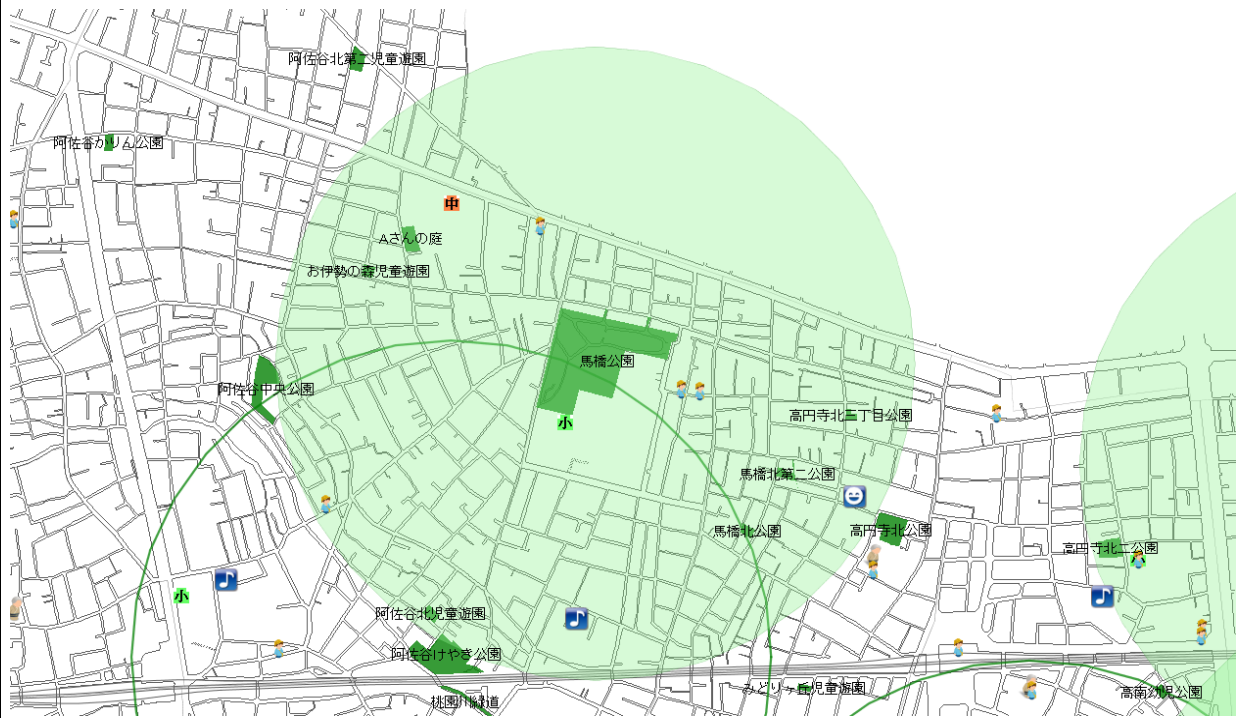 阿佐谷北第二児童遊園
阿佐谷かりん公園
中
Aさんの庭
お伊勢の森児童遊園
馬橋公園
阿佐谷中央公園
小
高円寺北三丁目公園
馬橋北第二公園
馬橋北公園
高円寺北公園
高円寺北二公園
小
阿佐谷北児童遊園
阿佐谷けやき公園
みどりヶ丘児童遊園
高南幼児公園
桃園川緑道